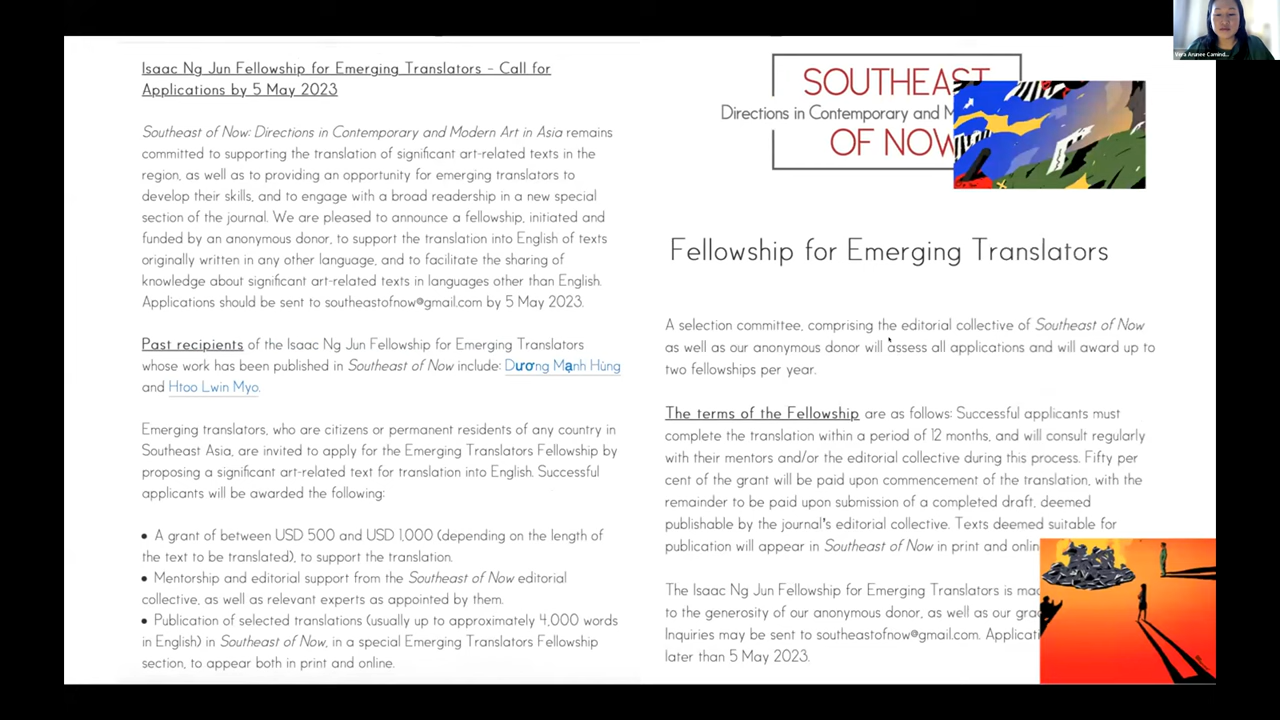 Isaac Ng Jun Fellowship for Emerging Translators – Call for
Applications by 5 May 2023
Southeast of Now: Directions in Contemporary and Modern Art in Asia remains
committed to supporting the translation of significant art-related texts in the
region, as well as to providing an opportunity for emerging translators to
develop their skills, and to engage with a broad readership in a new special
section of the journal. We are pleased to announce a fellowship, initiated and
funded by an anonymous donor, to support the translation into English of texts
originally written in any other language, and to facilitate the sharing of
knowledge about significant art-related texts in languages other than English.
Applications should be sent to southeastofnow@gmail.com by 5 May 2023.
Past recipients of the Isaac Ng Jun Fellowship for Emerging Translators
whose work has been published in Southeast of Now include: Dương Mạnh Hùng
and Htoo Lwin Myo.
Emerging translators, who are citizens or permanent residents of any country in
Southeast Asia, are invited to apply for the Emerging Translators Fellowship by
proposing a significant art-related text for translation into English. Successful
applicants will be awarded the following:
• A grant of between USD 500 and USD 1,000 (depending on the length of
the text to be translated), to support the translation.
• Mentorship and editorial support from the Southeast of Now editorial
collective, as well as relevant experts as appointed by them.
• Publication of selected translations (usually up to approximately 4,000 words
in English) in Southeast of Now, in a special Emerging Translators Fellowship
section, to appear both in print and online.
SOUTHEAST
Directions in Contemporary and M
OF NOW
Fellowship for Emerging Translators
A selection committee, comprising the editorial collective of Southeast of Now
as well as our anonymous donor will assess all applications and will award up to
two fellowships per year.
The terms of the Fellowship are as follows: Successful applicants must
complete the translation within a period of 12 months, and will consult regularly
with their mentors and/or the editorial collective during this process. Fifty per
cent of the grant will be paid upon commencement of the translation, with the
remainder to be paid upon submission of a completed draft, deemed
publishable by the journal's editorial collective. Texts deemed suitable for
publication will appear in Southeast of Now in print and onlin
The Isaac Ng Jun Fellowship for Emerging Translators is mad
to the generosity of our anonymous donor, as well as our gra
Inquiries may be sent to southeastofnow@gmail.com. Applicati
later than 5 May 2023.